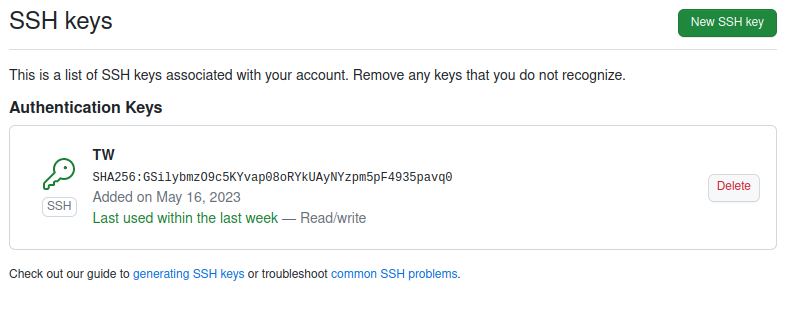 SSH keys
New SSH key
This is a list of SSH keys associated with your account. Remove any keys that you do not recognize.
Authentication Keys
TW
SHA256:GSilybmzO9c5KYvap08oRYkUAyNYzpm5pF4935pavq0
Added on May 16, 2023
Last used within the last week — Read/write
SSH
Delete
Check out our guide to generating SSH keys or troubleshoot common SSH problems.